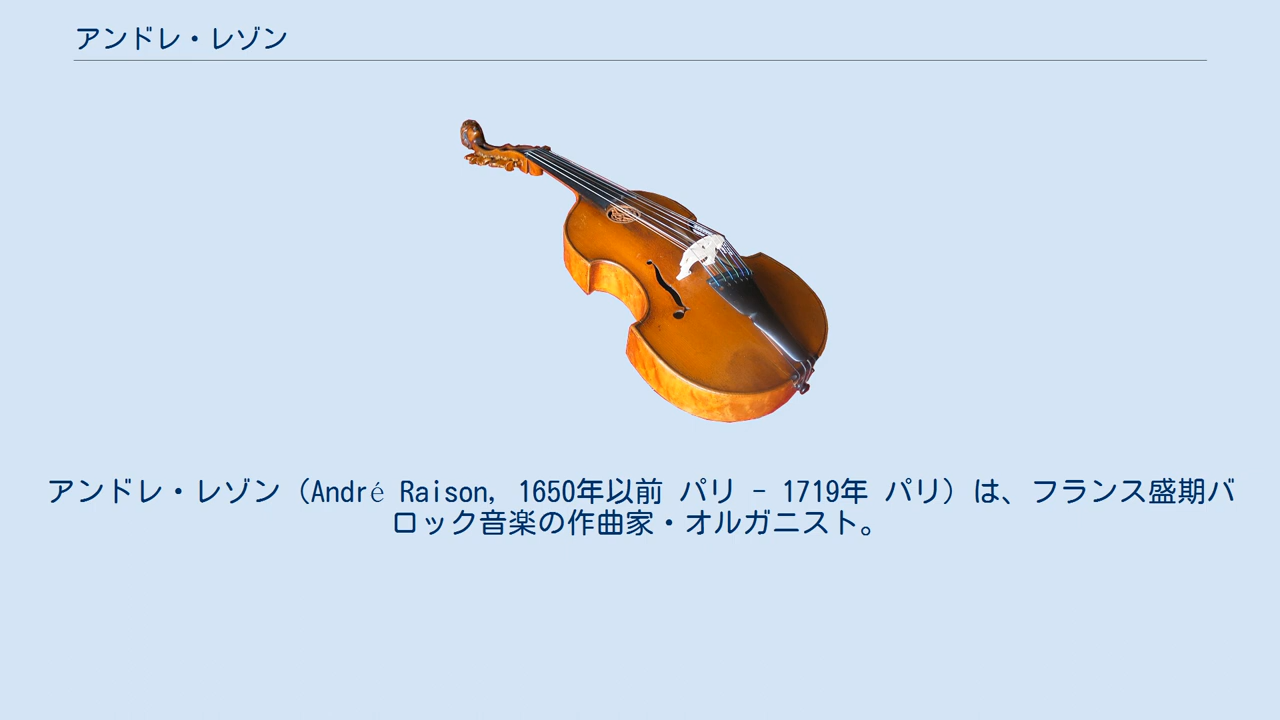 アンドレ・レゾン
アンドレ・レゾン（André Raison, 1650年以前 パリ - 1719年 パリ）は、フランス盛期バ
ロック音楽の作曲家・オルガニスト。